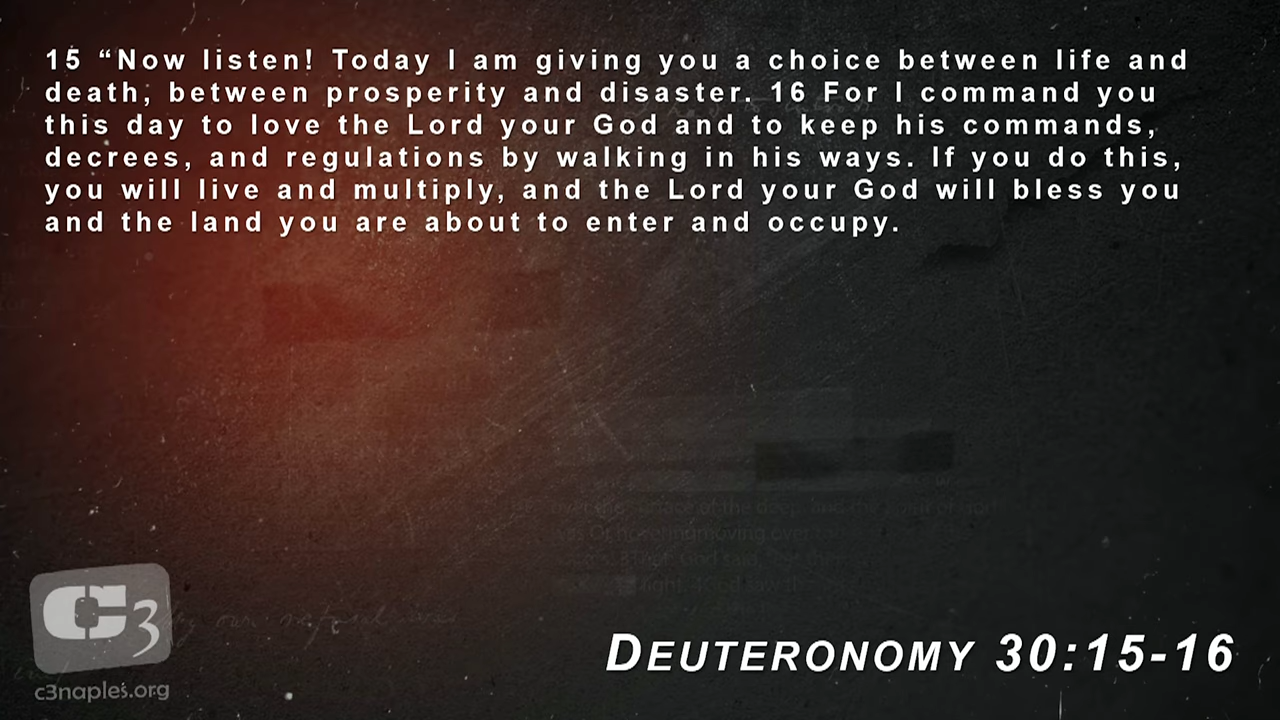 15 “Now listen! Today I am giving you a choice between life and
death, between prosperity and disaster. 16 For I command you
this day to love the Lord your God and to keep his commands,
decrees, and regulations by walking in his ways. If you do this,
you will live and multiply, and the Lord your God will bless you
and the land you are about to enter and occupy.
C3
c3naples.org
DEUTERONOMY 30:15-16